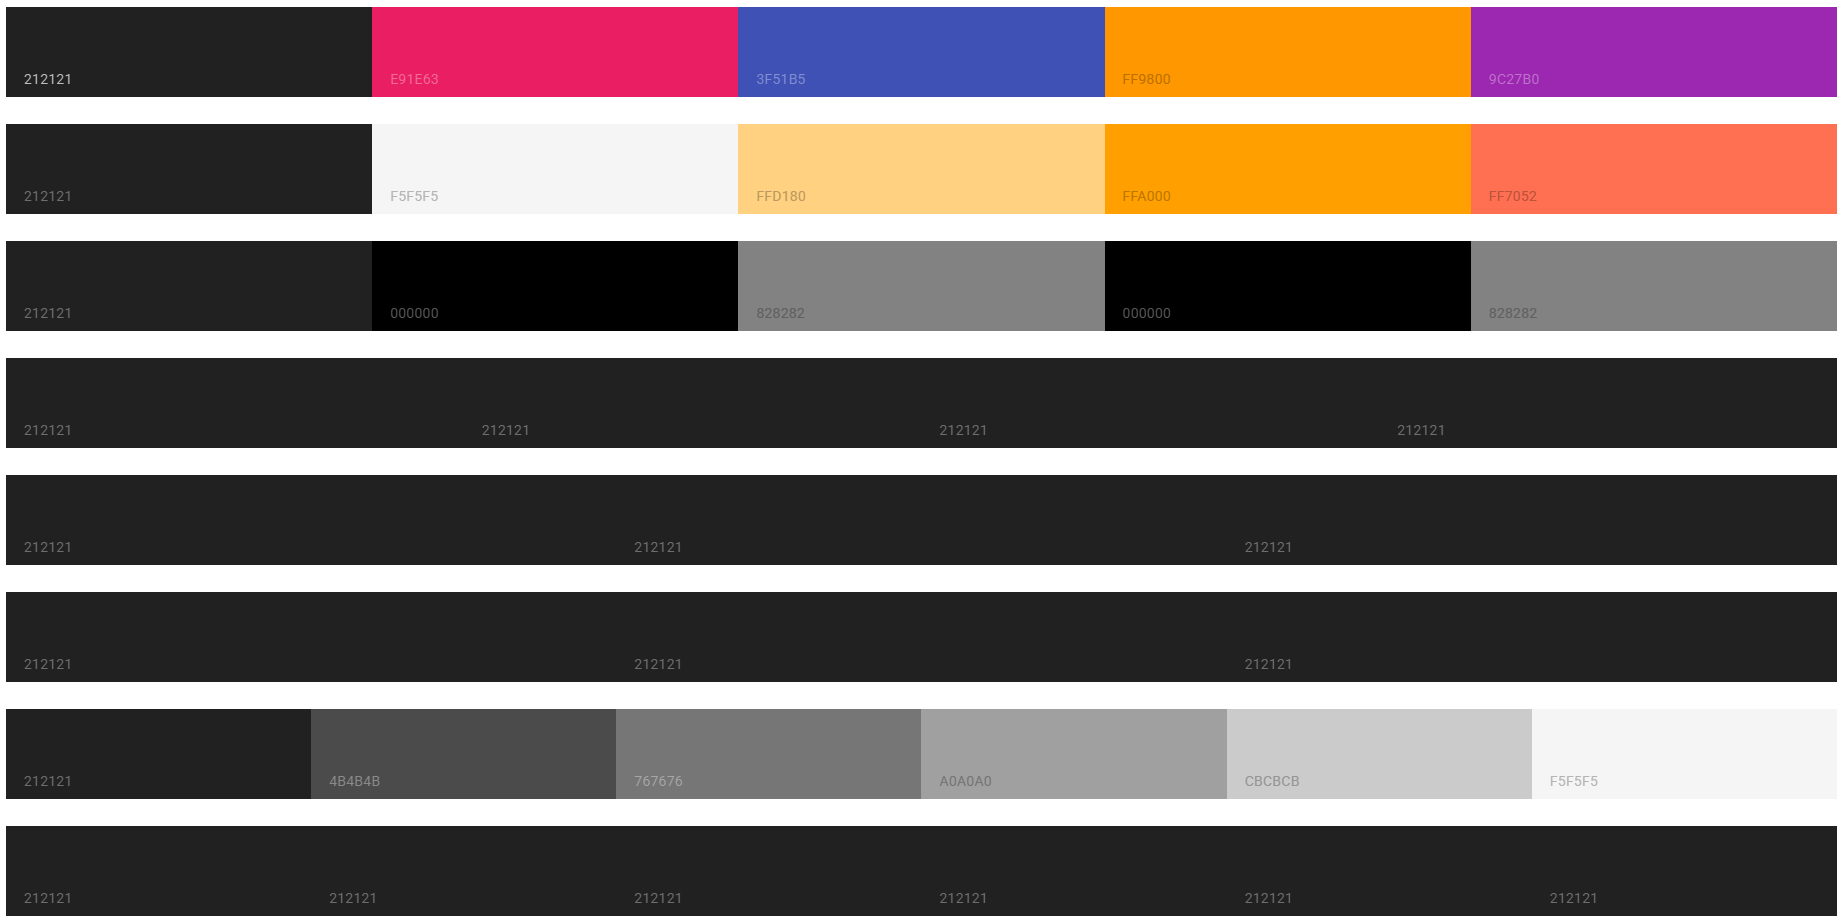 212121 E91E63 3F51B5 FF9800 9C27B0
212121 F5F5F5 FFD180 FFA000 FF7052
212121 000000 828282 000000 828282
212121 212121 212121 212121
212121 212121 212121
212121 212121 212121
212121 4B4B4B 767676 A0A0A0 CBCBCB F5F5F5
212121 212121 212121 212121 212121 212121